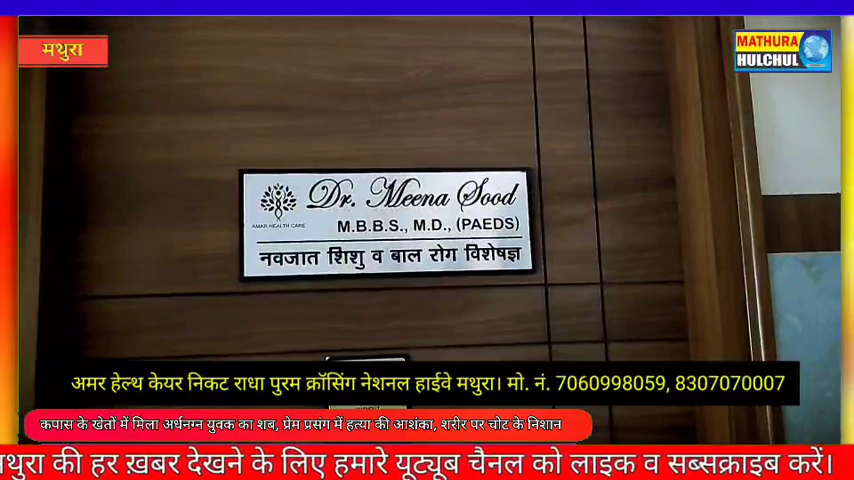 मथुरा
MATHURA
HULCHUL
Dr. Meena Sood
AMAR HEALTH CARE
M.B.B.S., M.D., (PAEDS)
नवजात शिशु व बाल रोग विशेषज्ञ
अमर हेल्थ केयर निकट राधा पुरम क्रॉसिंग नेशनल हाईवे मथुरा। मो. नं. 7060998059, 8307070007
कपास के खेतों में मिला अर्धनग्न युवक का शब, प्रेम प्रसंग में हत्या की आशंका, शरीर पर चोट के निशान
मथुरा की हर ख़बर देखने के लिए हमारे यूट्यूब चैनल को लाइक व सब्सक्राइब करें।